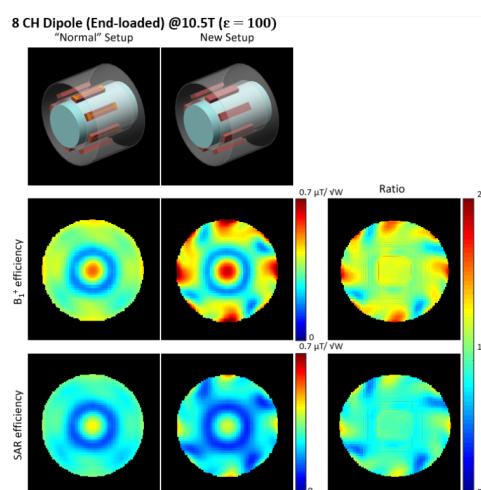 8 CH Dipole (End-loaded) @10.5T (ε = 100)
"Normal" Setup
New Setup
0.7 μT/ √W
Ratio
2
B1+ efficiency
0
0.7 μT/ √W
1
SAR efficiency